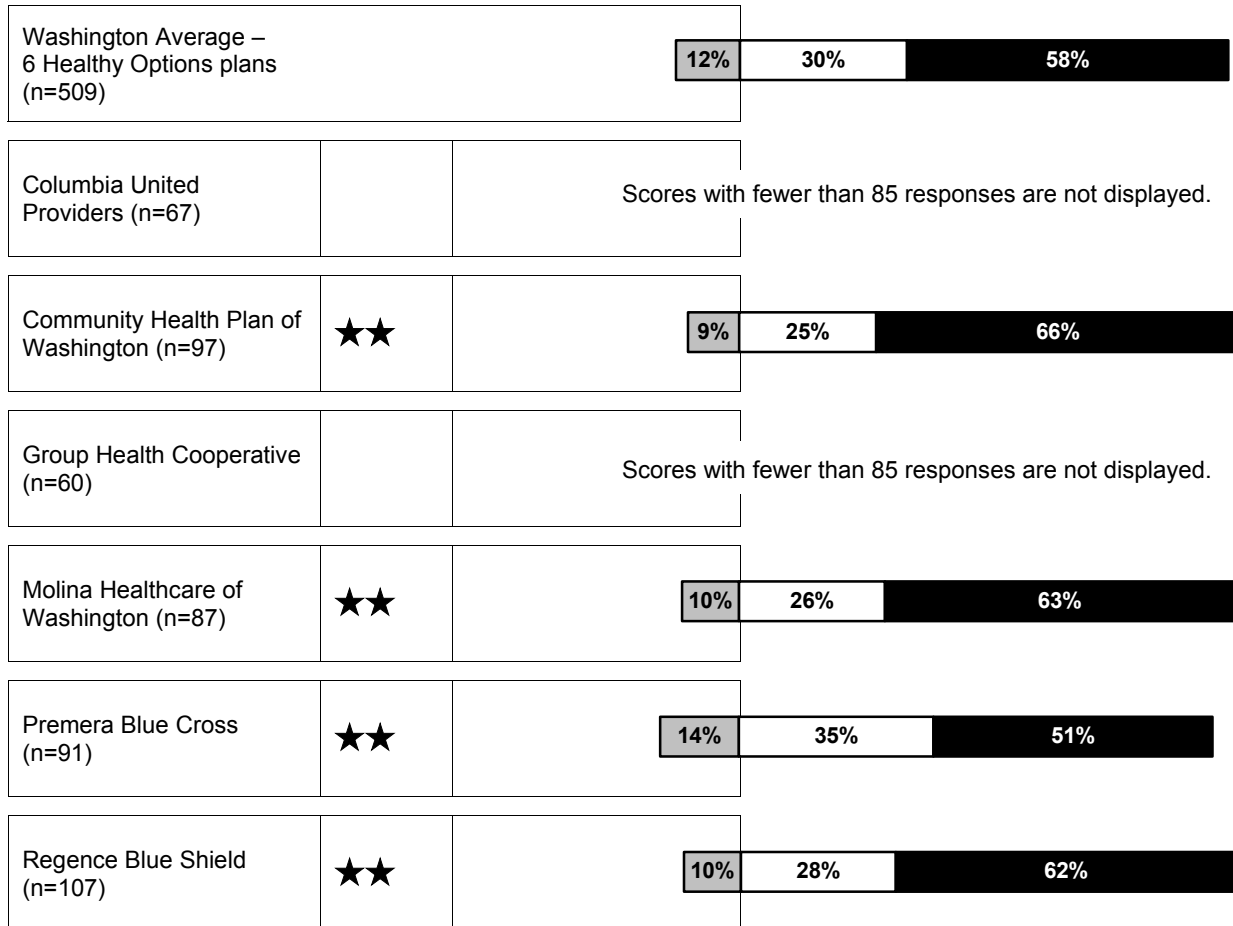 Washington Average –
6 Healthy Options plans
(n=509)
12% 30% 58%
Columbia United
Providers (n=67)
Scores with fewer than 85 responses are not displayed.
Community Health Plan of
Washington (n=97)
★★
9% 25% 66%
Group Health Cooperative
(n=60)
Scores with fewer than 85 responses are not displayed.
Molina Healthcare of
Washington (n=87)
★★
10% 26% 63%
Premera Blue Cross
(n=91)
★★
14% 35% 51%
Regence Blue Shield
(n=107)
★★
10% 28% 62%